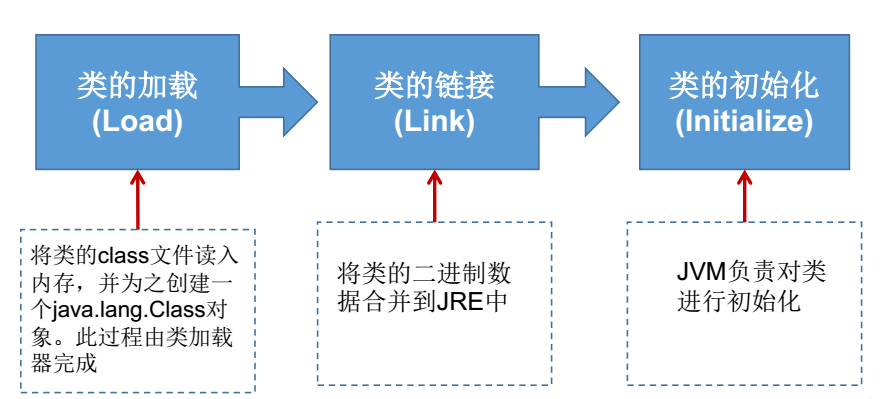 类的加载
(Load)
类的链接
(Link)
类的初始化
(Initialize)
将类的class文件读入
内存，并为之创建一
个java.lang.Class对
象。此过程由类加载
器完成
将类的二进制数
据合并到JRE中
JVM负责对类
进行初始化